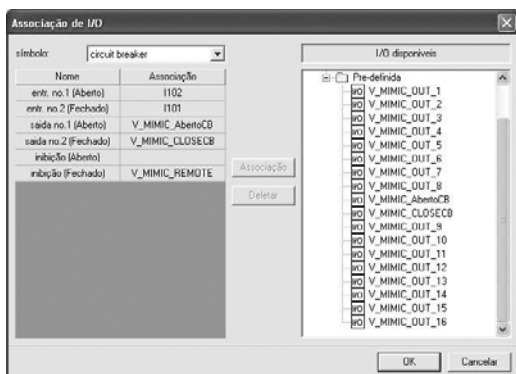 Associação de I/O
símbolo: circuit breaker
I/O disponíveis
Nome Associação
entr. no.1 (Aberto) I102
entr. no.2 (Fechado) I101
saida no.1 (Aberto) V_MIMIC_AbertoCB
saida no.2 (Fechado) V_MIMIC_CLOSECB
inibição (Aberto)
inibição (Fechado) V_MIMIC_REMOTE
Associação
Deletar
Pre-definida
I/O V_MIMIC_OUT_1
I/O V_MIMIC_OUT_2
I/O V_MIMIC_OUT_3
I/O V_MIMIC_OUT_4
I/O V_MIMIC_OUT_5
I/O V_MIMIC_OUT_6
I/O V_MIMIC_OUT_7
I/O V_MIMIC_OUT_8
I/O V_MIMIC_AbertoCB
I/O V_MIMIC_CLOSECB
I/O V_MIMIC_OUT_9
I/O V_MIMIC_OUT_10
I/O V_MIMIC_OUT_11
I/O V_MIMIC_OUT_12
I/O V_MIMIC_OUT_13
I/O V_MIMIC_OUT_14
I/O V_MIMIC_OUT_15
I/O V_MIMIC_OUT_16
OK Cancelar